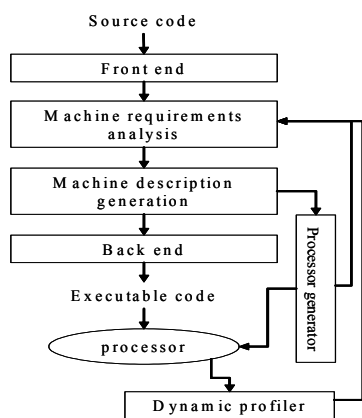 Source code
Front end
Machine requirements
analysis
Machine description
generation
Back end
Processor generator
Executable code
processor
Dynamic profiler